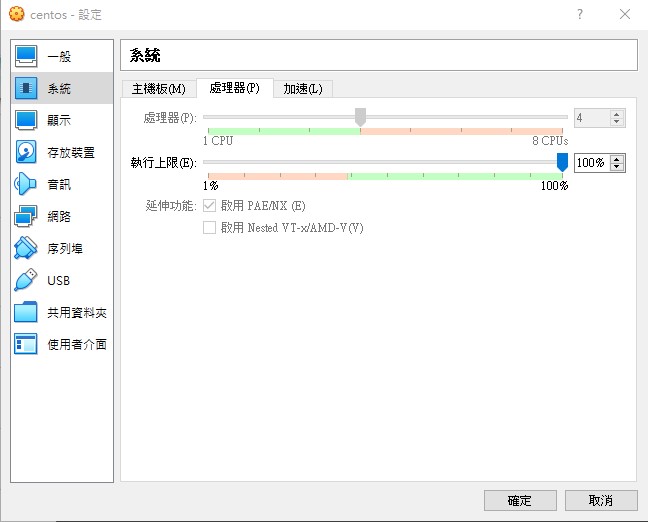 centos - 設定
?
一般
系統
顯示
存放裝置
音訊
網路
序列埠
USB
共用資料夾
使用者介面
系統
主機板(M) 處理器(P) 加速(L)
處理器(P): 4
1 CPU 8 CPUs
執行上限(E): 100%
1% 100%
延伸功能: 啟用 PAE/NX (E)
啟用 Nested VT-x/AMD-V(V)
確定 取消